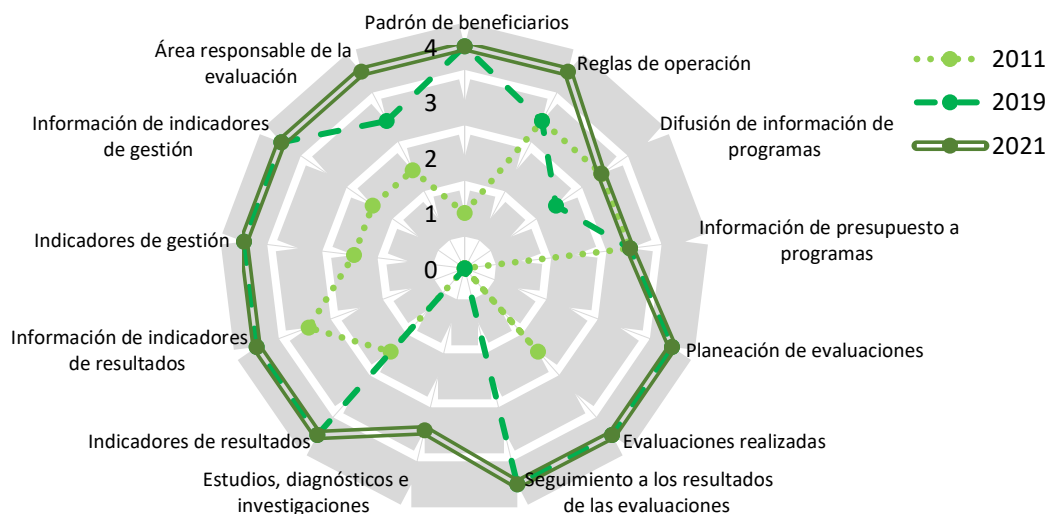 Padrón de beneficiarios
Reglas de operación
Difusión de información de
programas
Información de presupuesto a
programas
Planeación de evaluaciones
Evaluaciones realizadas
Seguimiento a los resultados
de las evaluaciones
Estudios, diagnósticos e
investigaciones
Indicadores de resultados
Información de indicadores
de resultados
Indicadores de gestión
Información de indicadores
de gestión
Área responsable de la
evaluación
4
3
2
1
0
2011
2019
2021